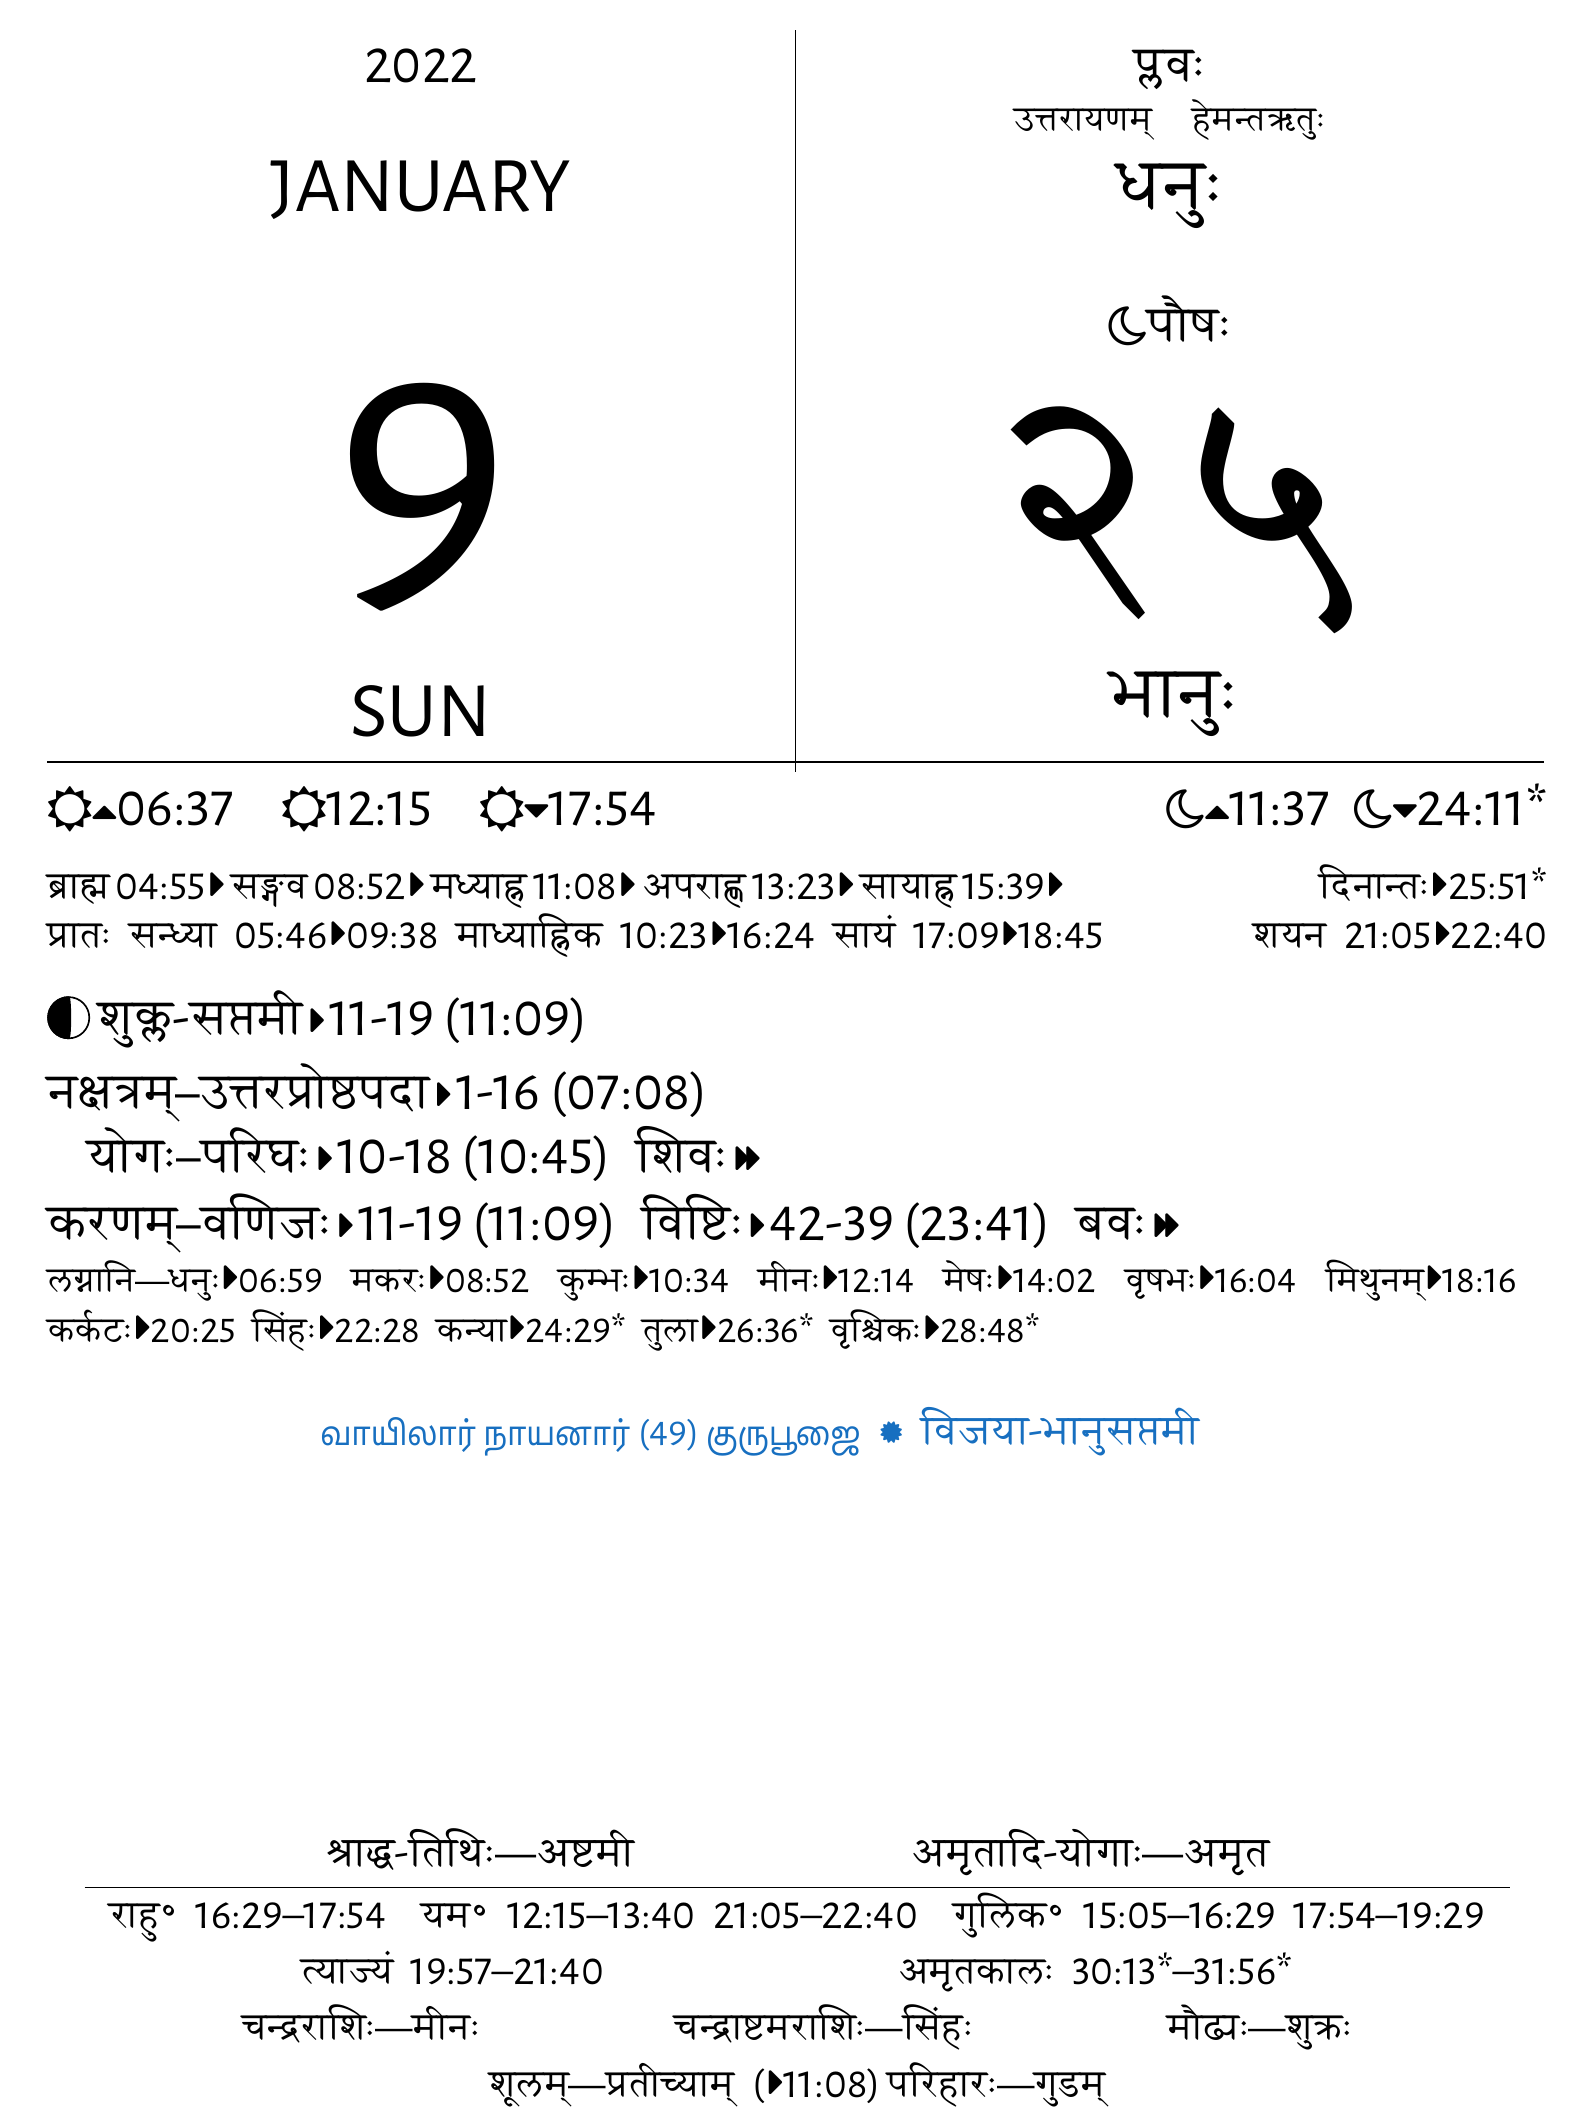 2022
JANUARY
9
SUN
प्लवः
उत्तरायणम् हेमन्तऋतुः
धनुः
पौषः
२५
भानुः
06:37 12:15 17:54 11:37 24:11*
ब्राह्म 04:55 सङ्गव 08:52 मध्याह्न 11:08 अपराह्ण 13:23 सायाह्न 15:39 दिनान्तः 25:51*
प्रातः सन्ध्या 05:46 09:38 माध्याह्निक 10:23 16:24 सायं 17:09 18:45 शयन 21:05 22:40
शुक्ल-सप्तमी 11-19 (11:09)
नक्षत्रम्–उत्तरप्रोष्ठपदा 1-16 (07:08)
योगः–परिघः 10-18 (10:45) शिवः
करणम्–वणिजः 11-19 (11:09) विष्टिः 42-39 (23:41) बवः
लग्नानि—धनुः 06:59 मकरः 08:52 कुम्भः 10:34 मीनः 12:14 मेषः 14:02 वृषभः 16:04 मिथुनम् 18:16
कर्कटः 20:25 सिंहः 22:28 कन्या 24:29* तुला 26:36* वृश्चिकः 28:48*
வாயிலார் நாயனார் (49) குருபூஜை ✹ विजया-भानुसप्तमी
श्राद्ध-तिथिः—अष्टमी अमृतादि-योगाः—अमृत
राहु॰ 16:29–17:54 यम॰ 12:15–13:40 21:05–22:40 गुलिक॰ 15:05–16:29 17:54–19:29
त्याज्यं 19:57–21:40 अमृतकालः 30:13*–31:56*
चन्द्रराशिः—मीनः चन्द्राष्टमराशिः—सिंहः मौढ्यः—शुक्रः
शूलम्—प्रतीच्याम् (11:08) परिहारः—गुडम्